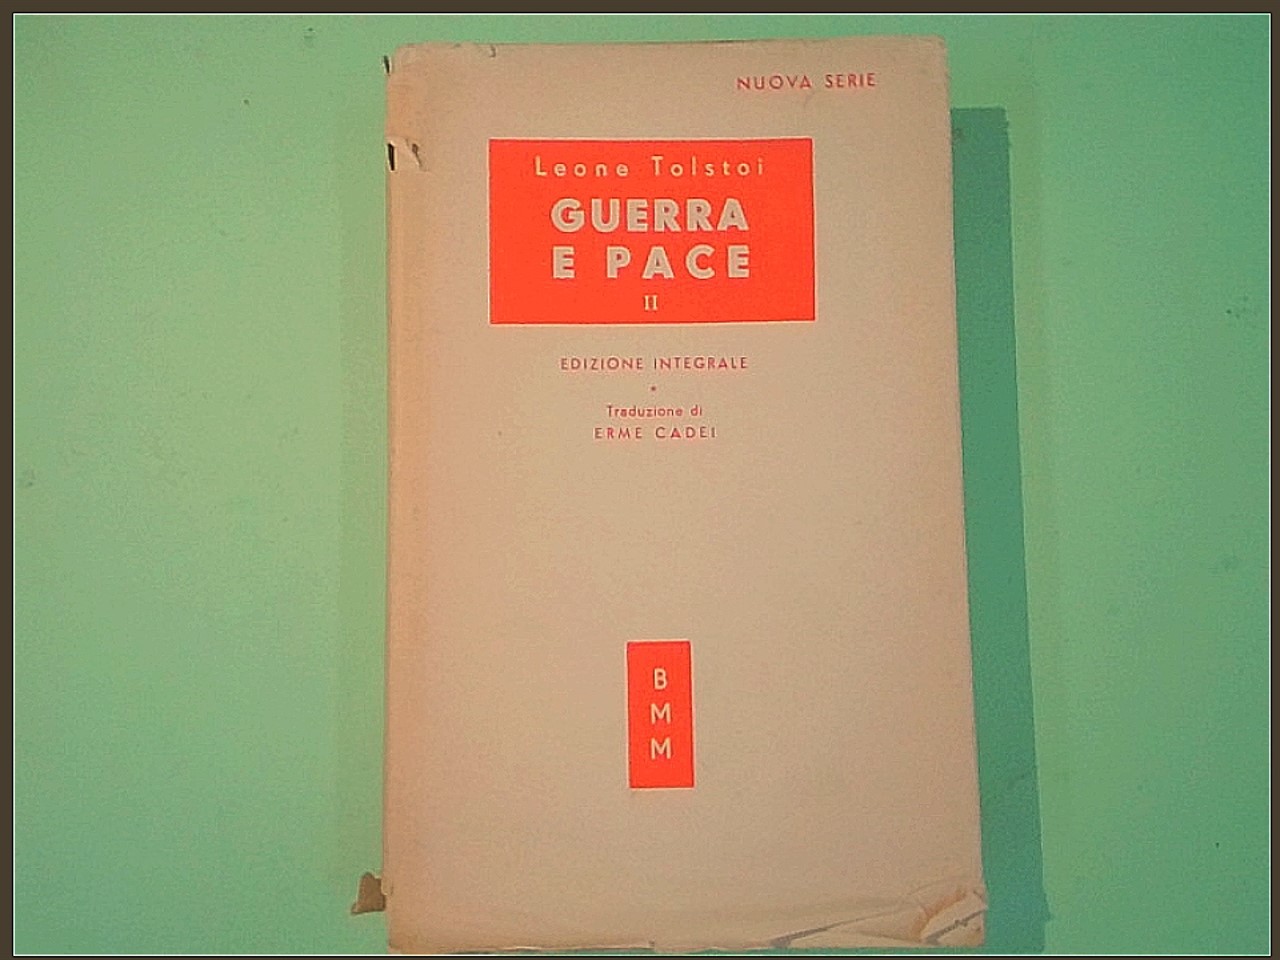 NUOVA SERIE
Leone Tolstoi
GUERRA
E PACE
II
EDIZIONE INTEGRALE
*
Traduzione di
ERME CADEI
B
M
M